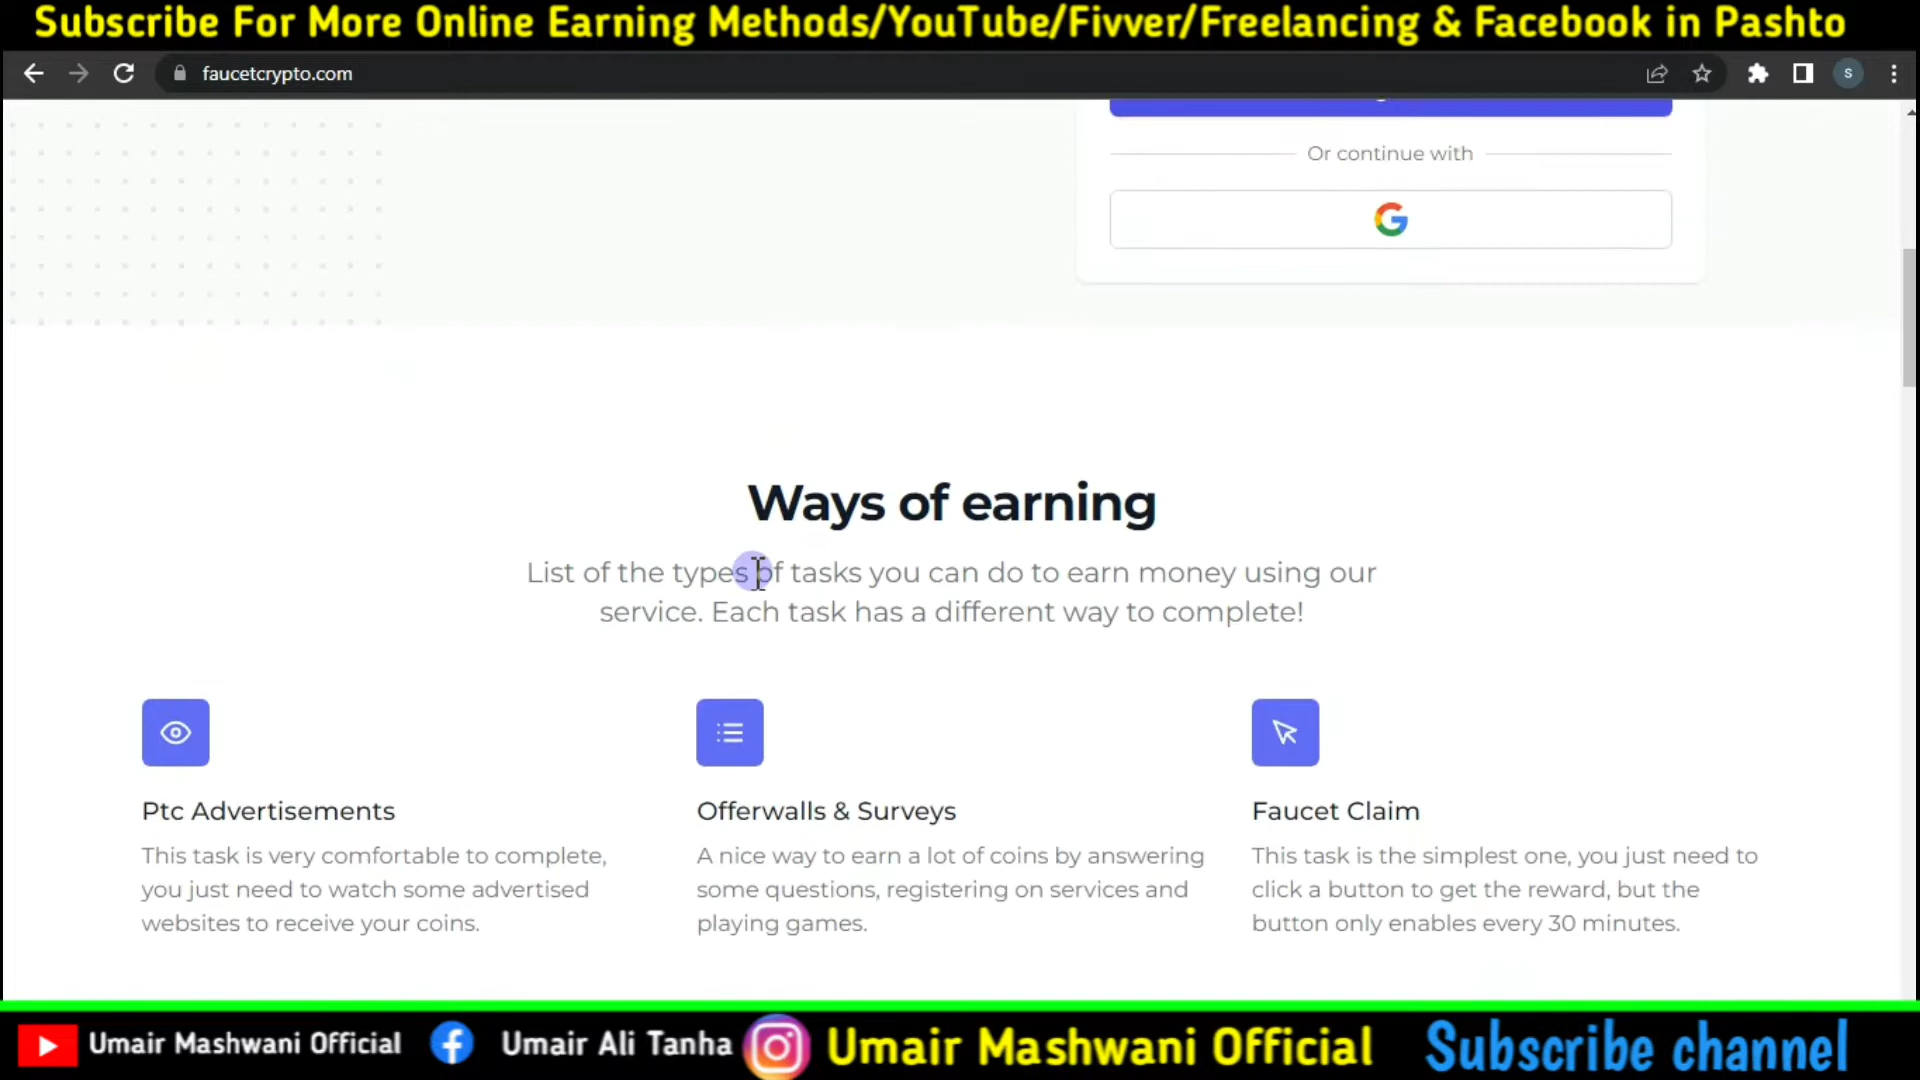 Subscribe For More Online Earning Methods/YouTube/Fivver/Freelancing & Facebook in Pashto
faucetcrypto.com
S
Or continue with
Ways of earning
List of the types of tasks you can do to earn money using our
service. Each task has a different way to complete!
Ptc Advertisements
This task is very comfortable to complete,
you just need to watch some advertised
websites to receive your coins.
Offerwalls & Surveys
A nice way to earn a lot of coins by answering
some questions, registering on services and
playing games.
Faucet Claim
This task is the simplest one, you just need to
click a button to get the reward, but the
button only enables every 30 minutes.
Umair Mashwani Official
Umair Ali Tanha
Umair Mashwani Official
Subscribe channel